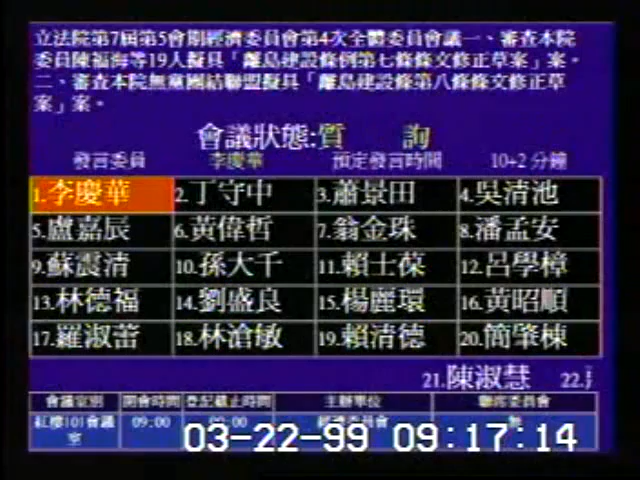 立法院第7屆第5會期經濟委員會第4次全體委員會議一、審查本院
委員陳福海等19人擬具「離島建設條例第七條條文修正草案」案。
二、審查本院無黨團結聯盟擬具「離島建設條第八條條文修正草
案」案。
會議狀態:質 詢
發言委員 李慶華 預定發言時間 10+2 分鐘
1.李慶華 2.丁守中 3.蕭景田 4.吳清池
5.盧嘉辰 6.黃偉哲 7.翁金珠 8.潘孟安
9.蘇震清 10.孫大千 11.賴士葆 12.呂學樟
13.林德福 14.劉盛良 15.楊麗環 16.黃昭順
17.羅淑蕾 18.林滄敏 19.賴清德 20.簡肇棟
21.陳淑慧 22.
會議室別 開會時間 登記截止時間 主辦單位 聯席委員會
紅樓101會議室 09:00 經濟委員會 無
03-22-99 09:17:14